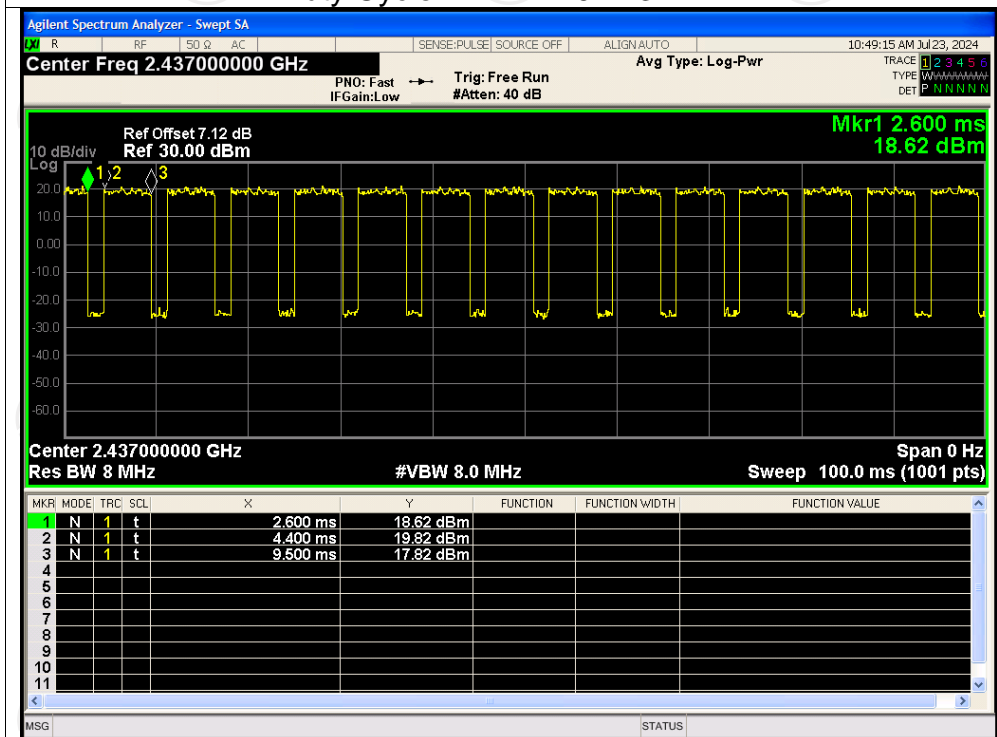 Agilent Spectrum Analyzer - Swept SA
LXI R RF 50 Ω AC SENSE:PULSE SOURCE OFF ALIGN AUTO 10:49:15 AM Jul 23, 2024
Center Freq 2.437000000 GHz Avg Type: Log-Pwr TRACE 1 2 3 4 5 6
PNO: Fast Trig: Free Run TYPE WWWWWW
IFGain:Low #Atten: 40 dB DET P N N N N N
Mkr1 2.600 ms
Ref Offset 7.12 dB
10 dB/div Ref 30.00 dBm 18.62 dBm
Log
1 2 3
20.0
10.0
0.00
-10.0
-20.0
-30.0
-40.0
-50.0
-60.0
Center 2.437000000 GHz Span 0 Hz
Res BW 8 MHz #VBW 8.0 MHz Sweep 100.0 ms (1001 pts)
MKR MODE TRC SCL X Y FUNCTION FUNCTION WIDTH FUNCTION VALUE
1 N 1 t 2.600 ms 18.62 dBm
2 N 1 t 4.400 ms 19.82 dBm
3 N 1 t 9.500 ms 17.82 dBm
4
5
6
7
8
9
10
11
MSG STATUS